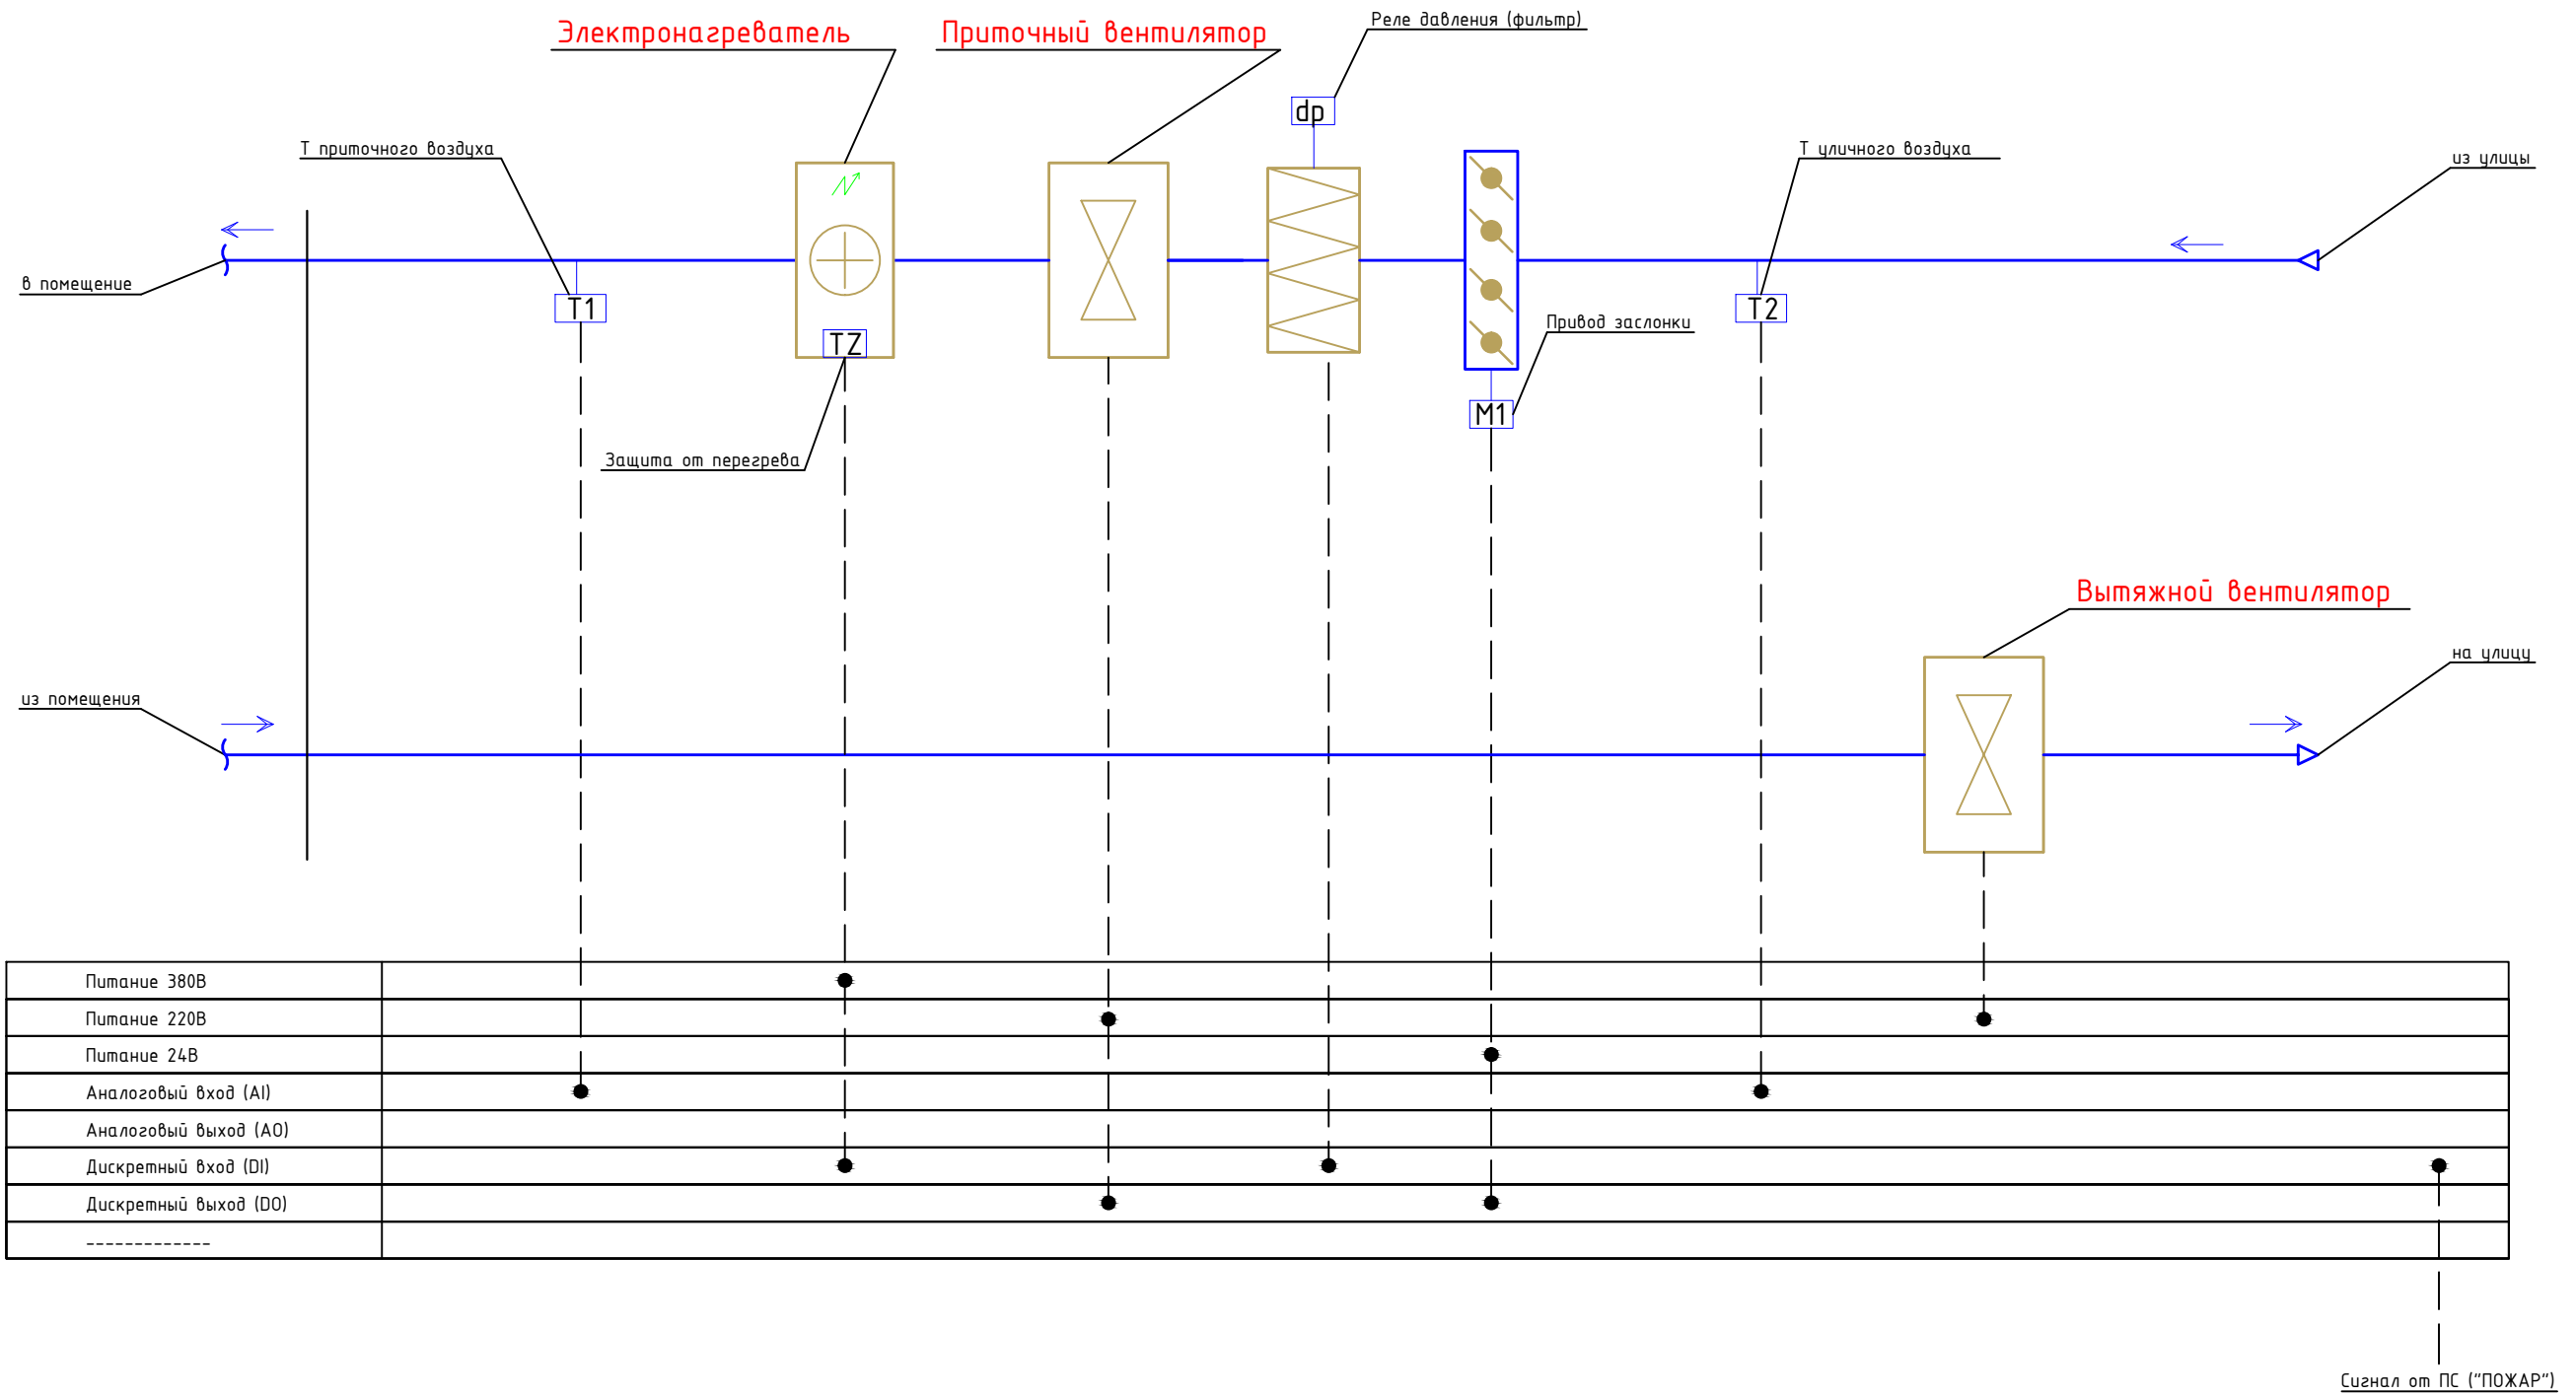 Реле давления (фильтр)
Электронагреватель
Приточный вентилятор
dp
Т приточного воздуха
Т уличного воздуха
из улицы
в помещение
T1
T2
TZ
Привод заслонки
M1
Защита от перегрева
Вытяжной вентилятор
на улицу
из помещения
Питание 380В
Питание 220В
Питание 24В
Аналоговый вход (AI)
Аналоговый выход (AO)
Дискретный вход (DI)
Дискретный выход (DO)
-------------
Сигнал от ПС ("ПОЖАР")